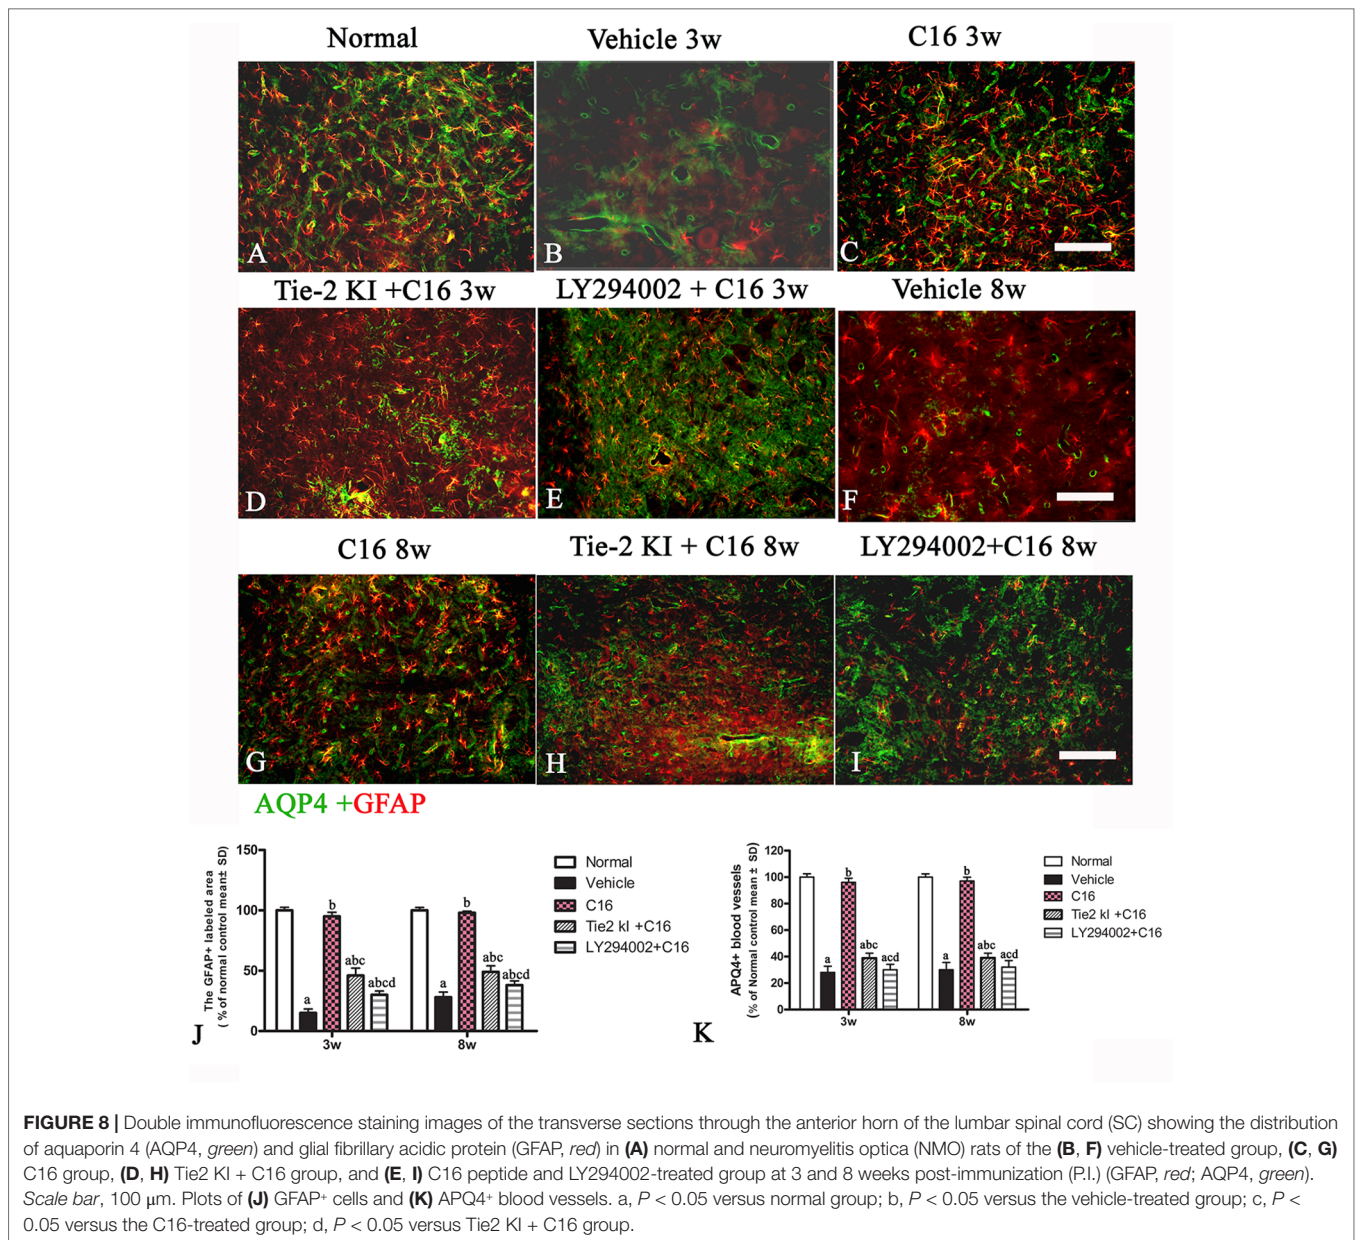 Normal
Vehicle 3w
C16 3w
A
B
C
Tie-2 KI +C16 3w
LY294002 + C16 3w
Vehicle 8w
D
E
F
C16 8w
Tie-2 KI + C16 8w
LY294002+C16 8w
G
H
I
AQP4 +GFAP
The GFAP+ labeled area
( % of normal control mean± SD)
150
100
50
0
a
b
abc
abcd
a
b
abc
abcd
3w
8w
Normal
Vehicle
C16
Tie2 kI +C16
LY294002+C16
J
APQ4+ blood vessels
(% of Normal control mean ± SD)
120
100
80
60
40
20
0
a
b
abc
acd
a
b
abc
acd
3w
8w
Normal
Vehicle
C16
Tie2 kl +C16
LY294002+C16
K
FIGURE 8 | Double immunofluorescence staining images of the transverse sections through the anterior horn of the lumbar spinal cord (SC) showing the distribution
of aquaporin 4 (AQP4, green) and glial fibrillary acidic protein (GFAP, red) in (A) normal and neuromyelitis optica (NMO) rats of the (B, F) vehicle-treated group, (C, G)
C16 group, (D, H) Tie2 KI + C16 group, and (E, I) C16 peptide and LY294002-treated group at 3 and 8 weeks post-immunization (P.I.) (GFAP, red; AQP4, green).
Scale bar, 100 μm. Plots of (J) GFAP⁺ cells and (K) APQ4⁺ blood vessels. a, P < 0.05 versus normal group; b, P < 0.05 versus the vehicle-treated group; c, P <
0.05 versus the C16-treated group; d, P < 0.05 versus Tie2 KI + C16 group.